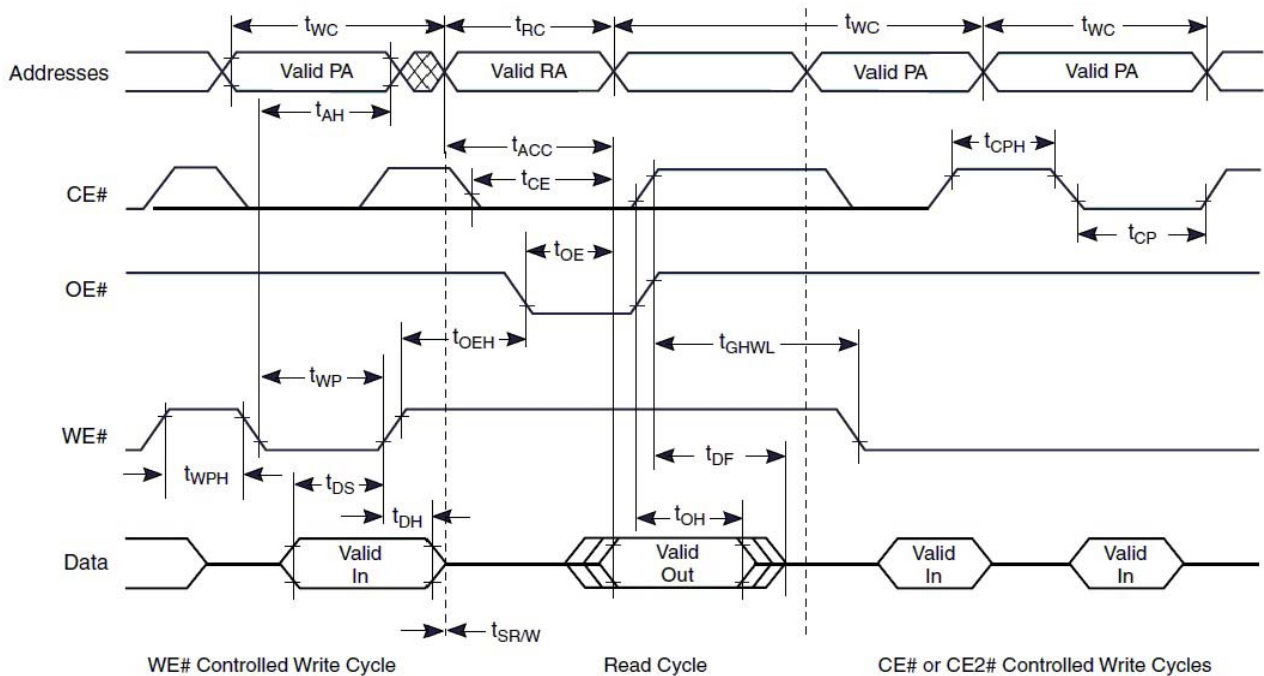 tWC tRC tWC tWC
Addresses Valid PA Valid RA Valid PA Valid PA
tAH
tACC tCPH
tCE
CE#
tCP
tOE
OE#
tOEH tGHWL
tWP
WE#
tDF
tWPH tDS
tDH tOH
Data Valid In Valid Out Valid In Valid In
tSR/W
WE# Controlled Write Cycle Read Cycle CE# or CE2# Controlled Write Cycles